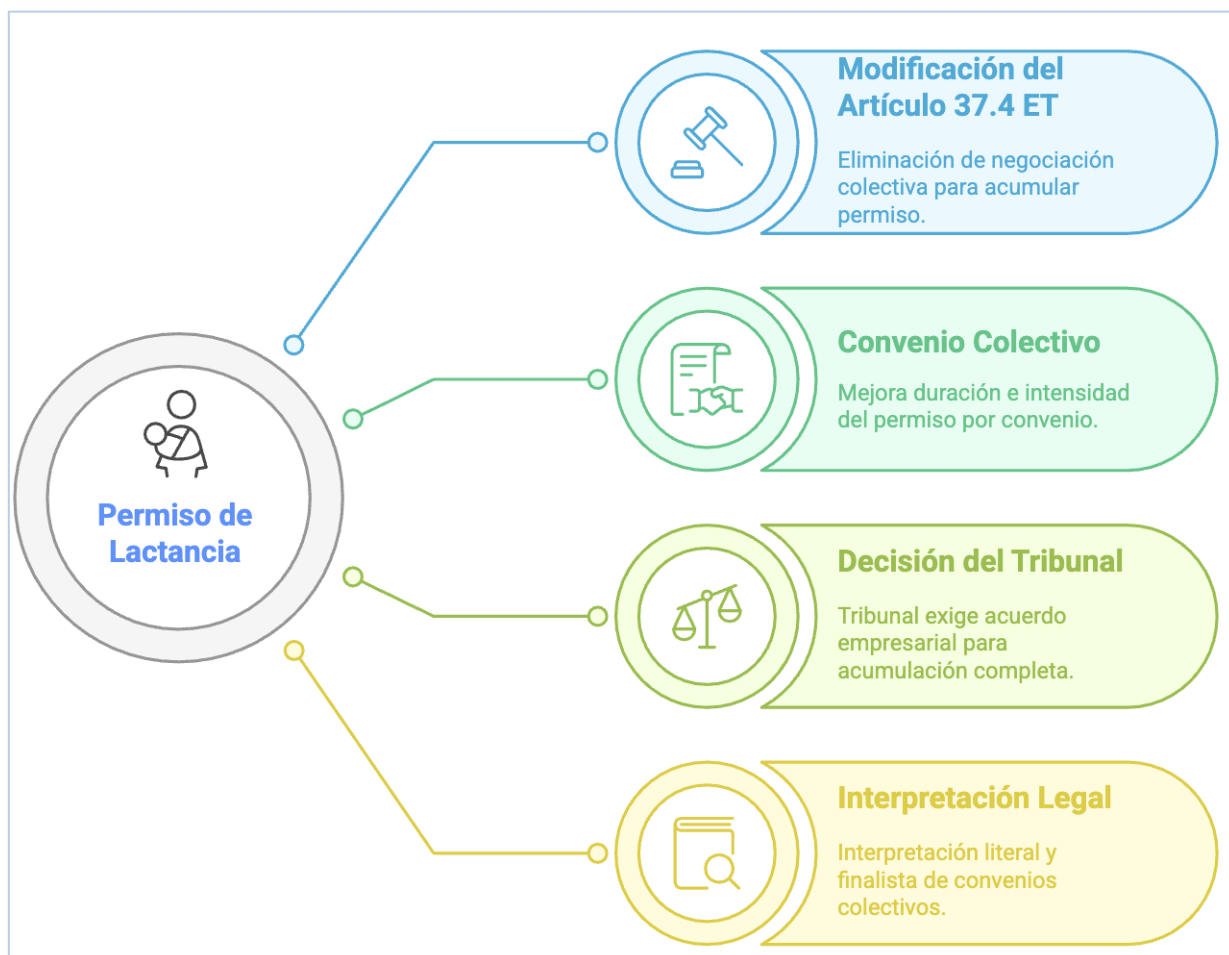 Permiso de
Lactancia
Modificación del
Artículo 37.4 ET
Eliminación de negociación
colectiva para acumular
permiso.
Convenio Colectivo
Mejora duración e intensidad
del permiso por convenio.
Decisión del Tribunal
Tribunal exige acuerdo
empresarial para
acumulación completa.
Interpretación Legal
Interpretación literal y
finalista de convenios
colectivos.